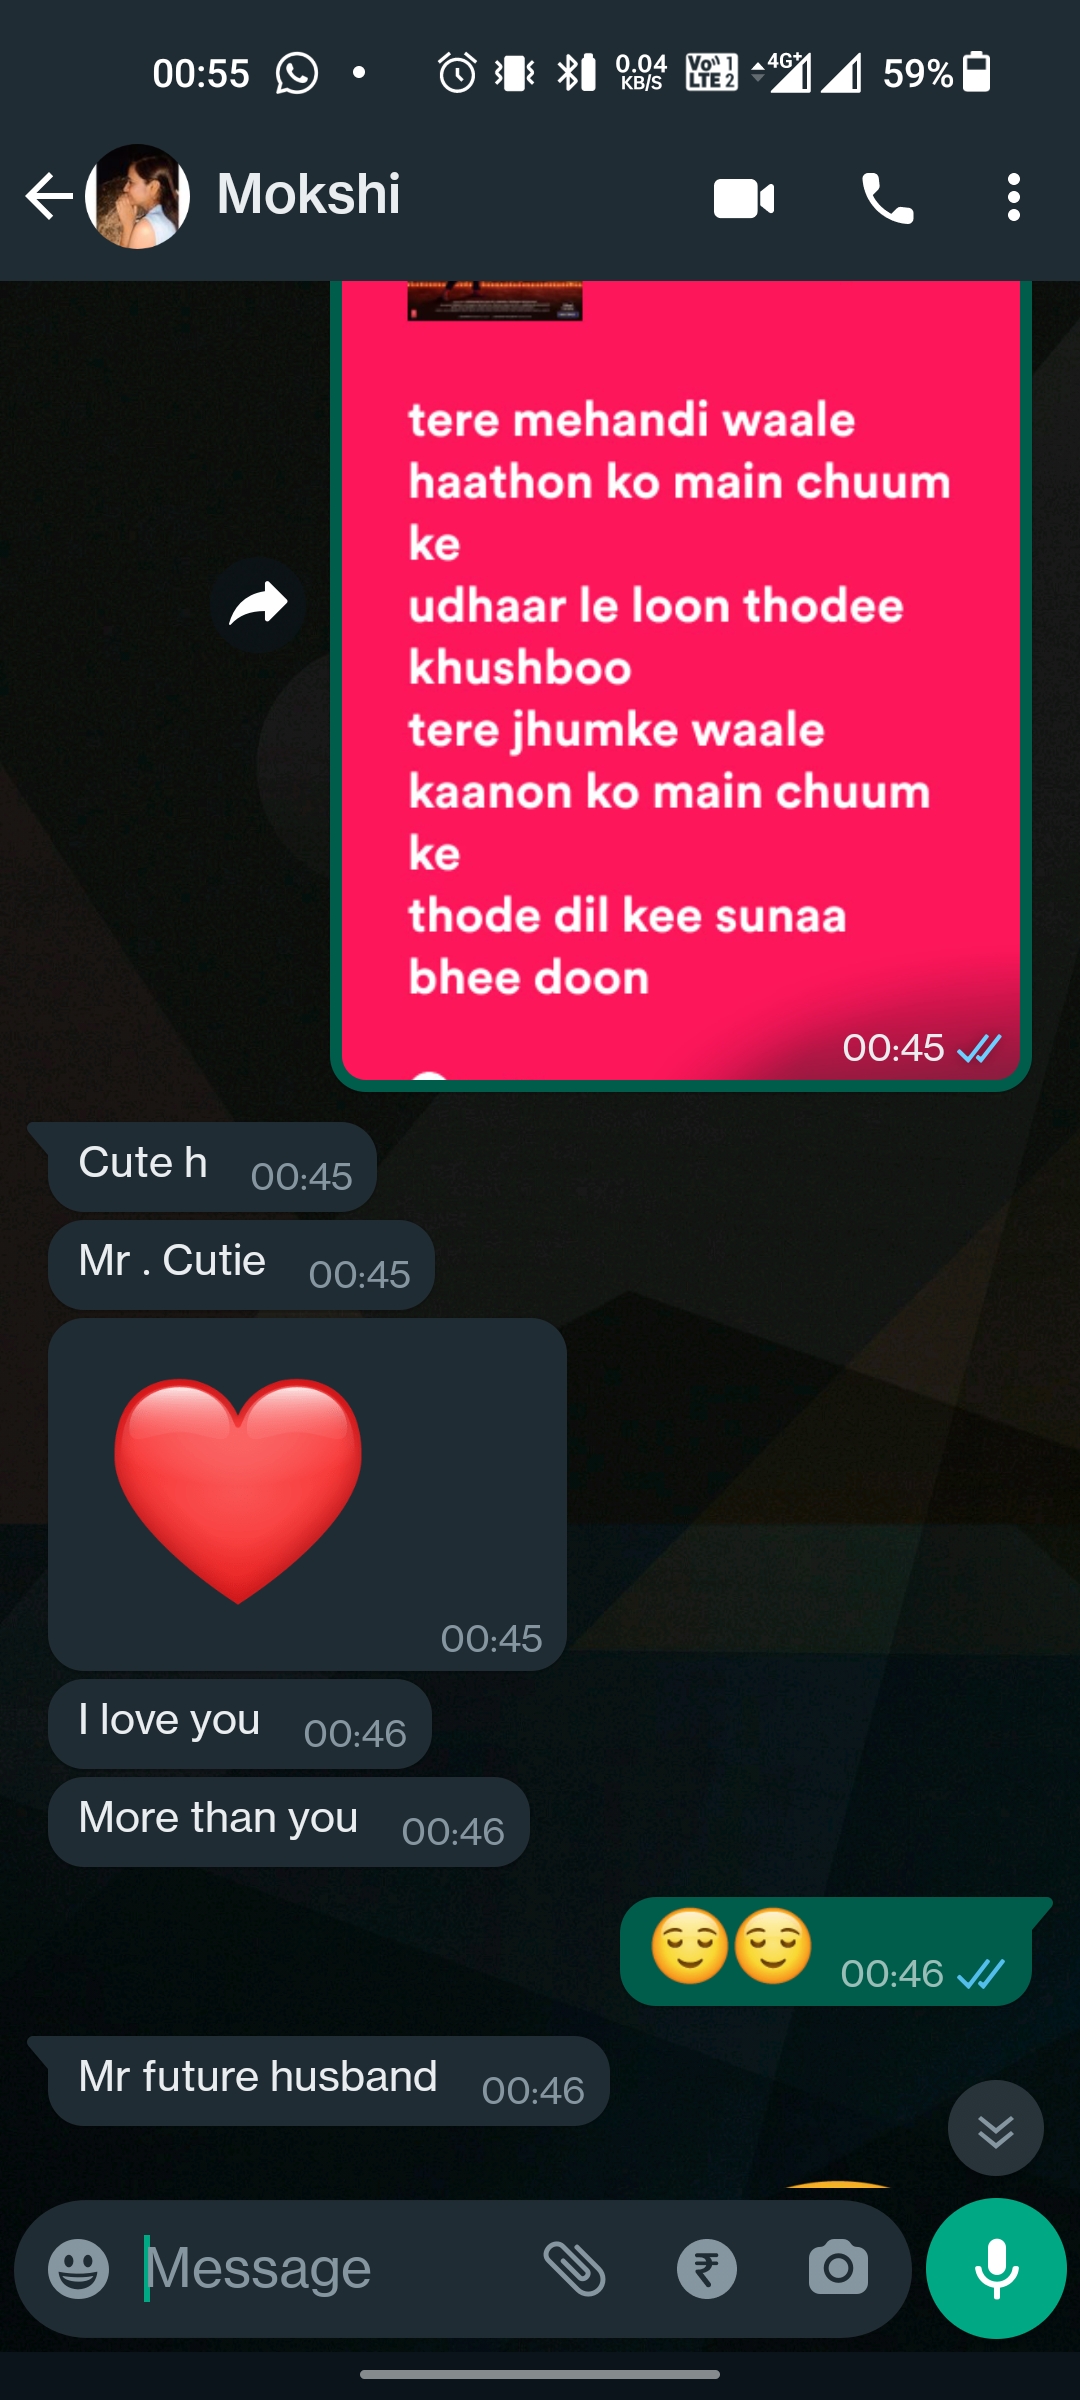 00:55
0.04
KB/S
Vo 1
LTE 2
4G+
59%
Mokshi
tere mehandi waale
haathon ko main chuum
ke
udhaar le loon thodee
khushboo
tere jhumke waale
kaanon ko main chuum
ke
thode dil kee sunaa
bhee doon
00:45
Cute h 00:45
Mr . Cutie 00:45
00:45
I love you 00:46
More than you 00:46
😌😌 00:46
Mr future husband 00:46
Message
₹